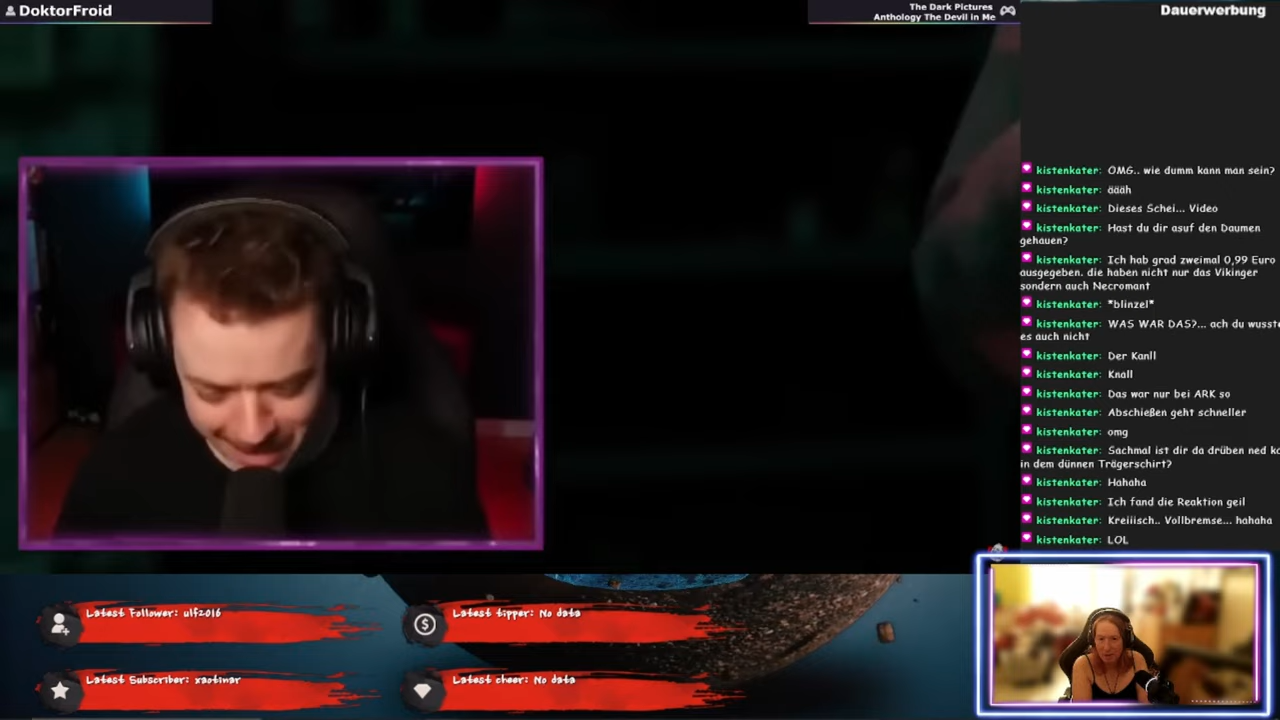 DoktorFroid
The Dark Pictures
Anthology The Devil in Me
Dauerwerbung
kistenkater: OMG.. wie dumm kann man sein?
kistenkater: äääh
kistenkater: Dieses Schei... Video
kistenkater: Hast du dir asuf den Daumen
gehauen?
kistenkater: Ich hab grad zweimal 0,99 Euro
ausgegeben. die haben nicht nur das Vikinger
sondern auch Necromant
kistenkater: *blinzel*
kistenkater: WAS WAR DAS?... ach du wusst
es auch nicht
kistenkater: Der Kanll
kistenkater: Knall
kistenkater: Das war nur bei ARK so
kistenkater: Abschießen geht schneller
kistenkater: omg
kistenkater: Sachmal ist dir da drüben ned
in dem dünnen Trägerschirt?
kistenkater: Hahaha
kistenkater: Ich fand die Reaktion geil
kistenkater: Kreiiisch.. Vollbremse... hahaha
kistenkater: LOL
Latest Follower: ulf2016
Latest tipper: No data
Latest Subscriber: xaotinar
Latest cheer: No data